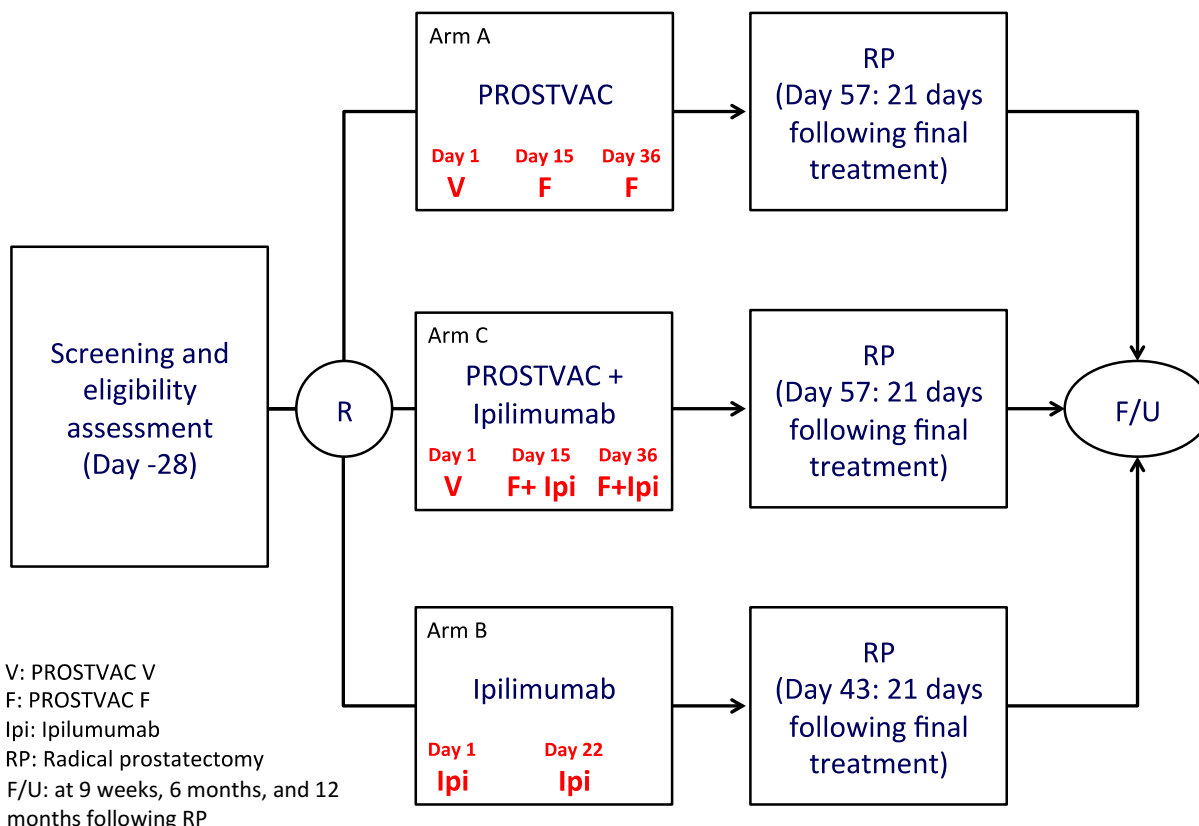 Screening and
eligibility
assessment
(Day -28)
R
Arm A
PROSTVAC
Day 1 Day 15 Day 36
V F F
RP
(Day 57: 21 days
following final
treatment)
Arm C
PROSTVAC +
Ipilimumab
Day 1 Day 15 Day 36
V F+ Ipi F+Ipi
RP
(Day 57: 21 days
following final
treatment)
Arm B
Ipilimumab
Day 1 Day 22
Ipi Ipi
RP
(Day 43: 21 days
following final
treatment)
F/U
V: PROSTVAC V
F: PROSTVAC F
Ipi: Ipilumumab
RP: Radical prostatectomy
F/U: at 9 weeks, 6 months, and 12
months following RP